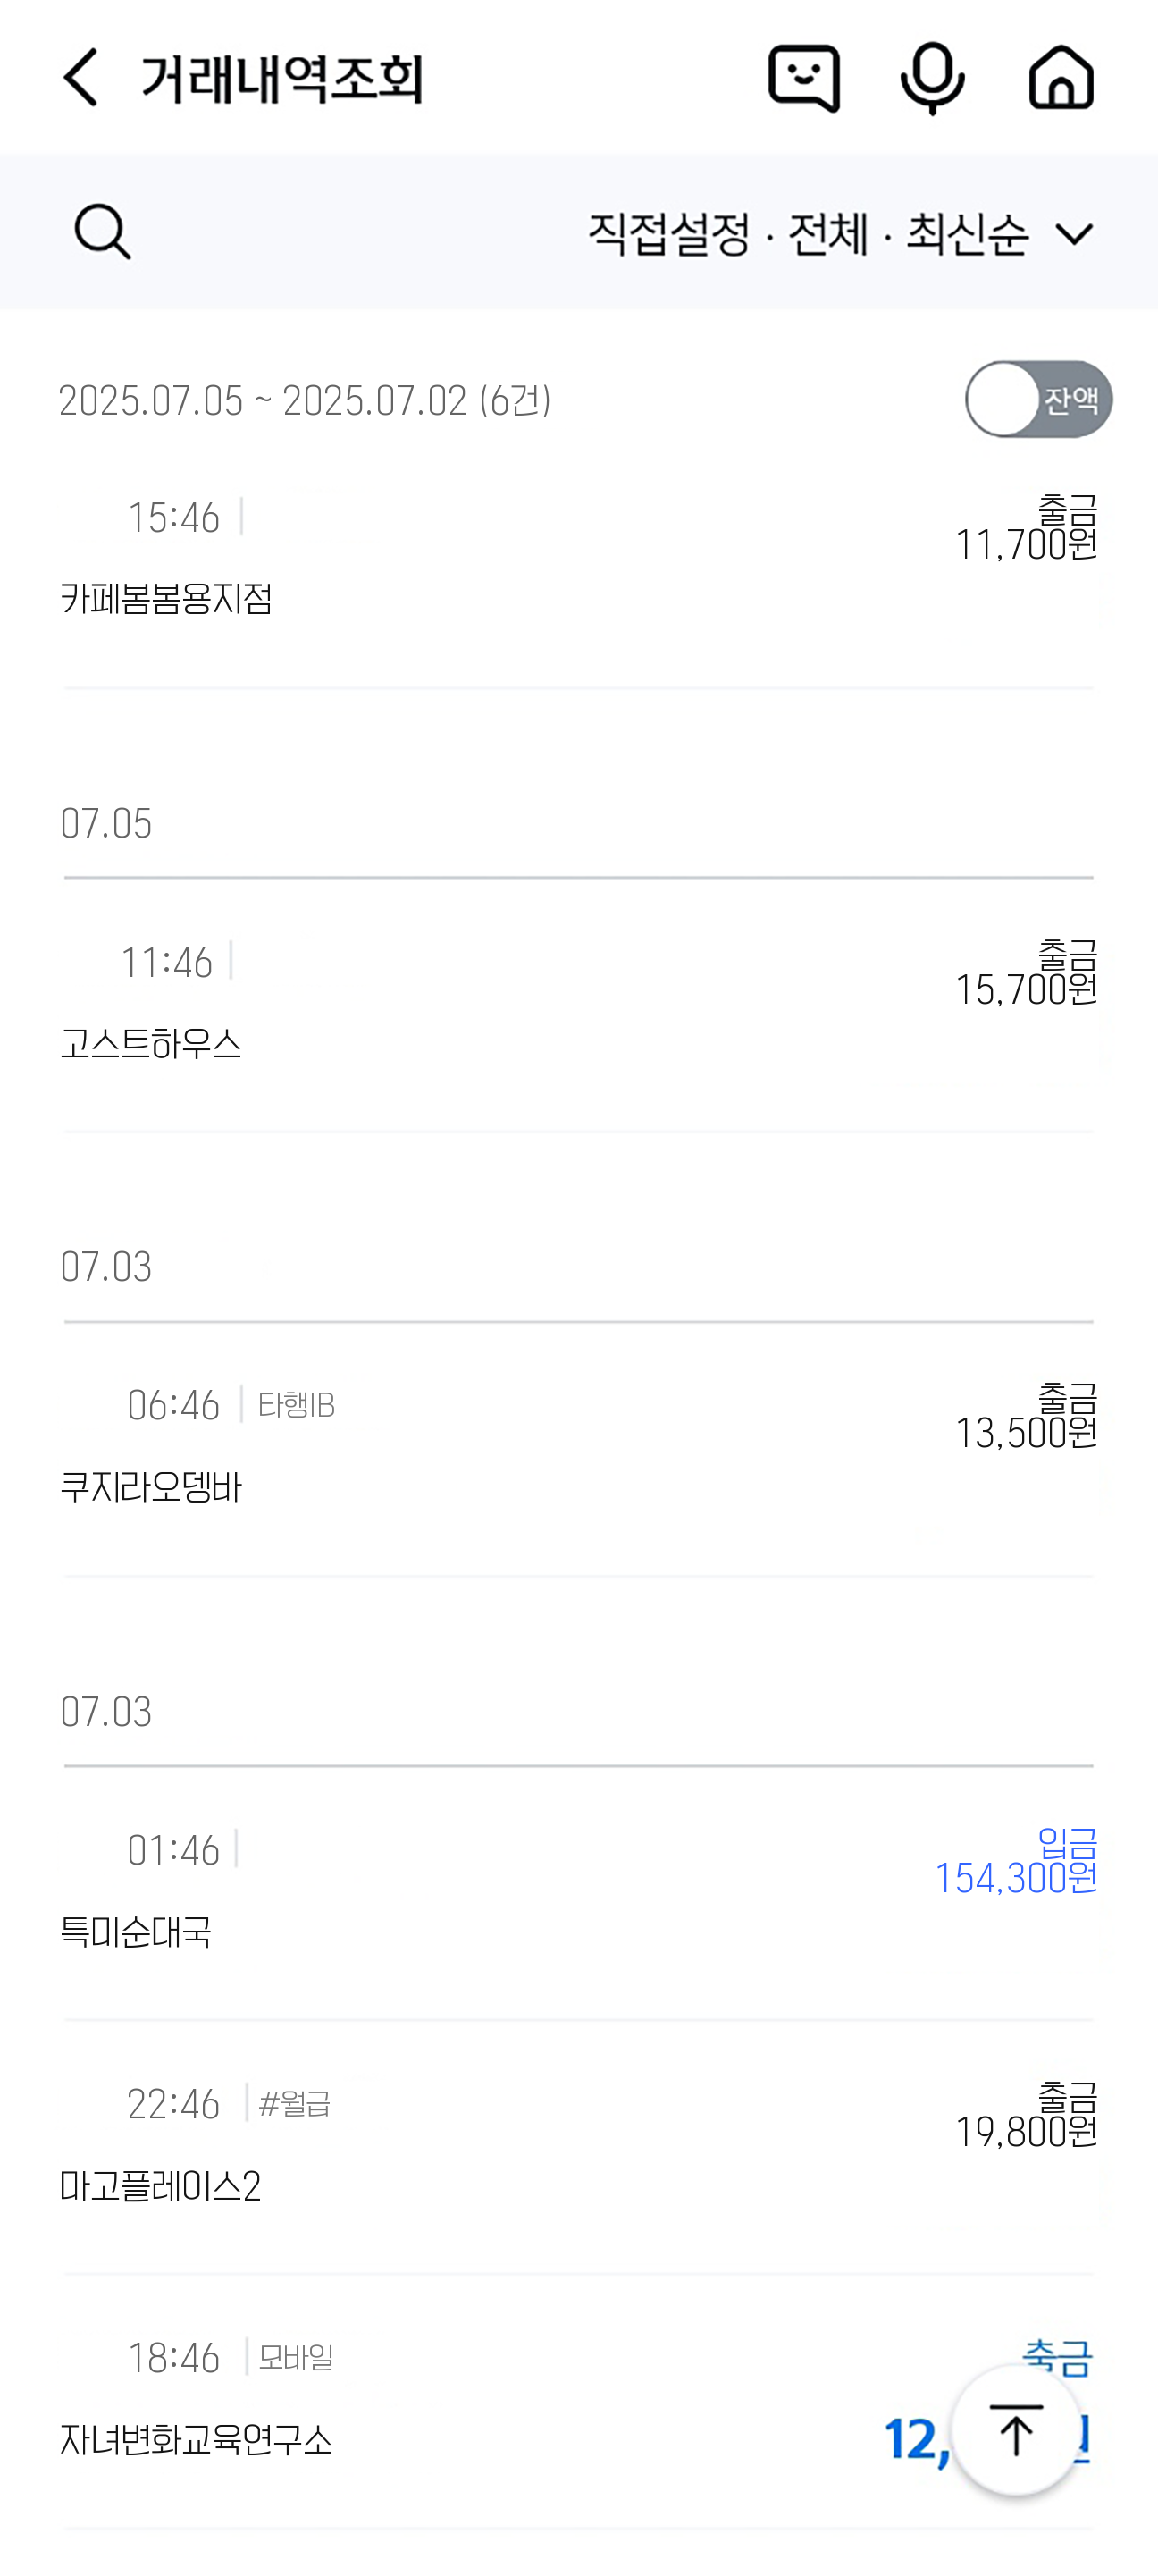 거래내역조회
직접설정 · 전체 · 최신순
2025.07.05 ~ 2025.07.02 (6건)
잔액
15:46
출금
11,700원
카페봄봄용지점
07.05
11:46
출금
15,700원
고스트하우스
07.03
06:46 타행IB
출금
13,500원
쿠지라오뎅바
07.03
01:46
입금
154,300원
특미순대국
22:46 #월급
출금
19,800원
마고플레이스2
18:46 모바일
자녀변화교육연구소
12,